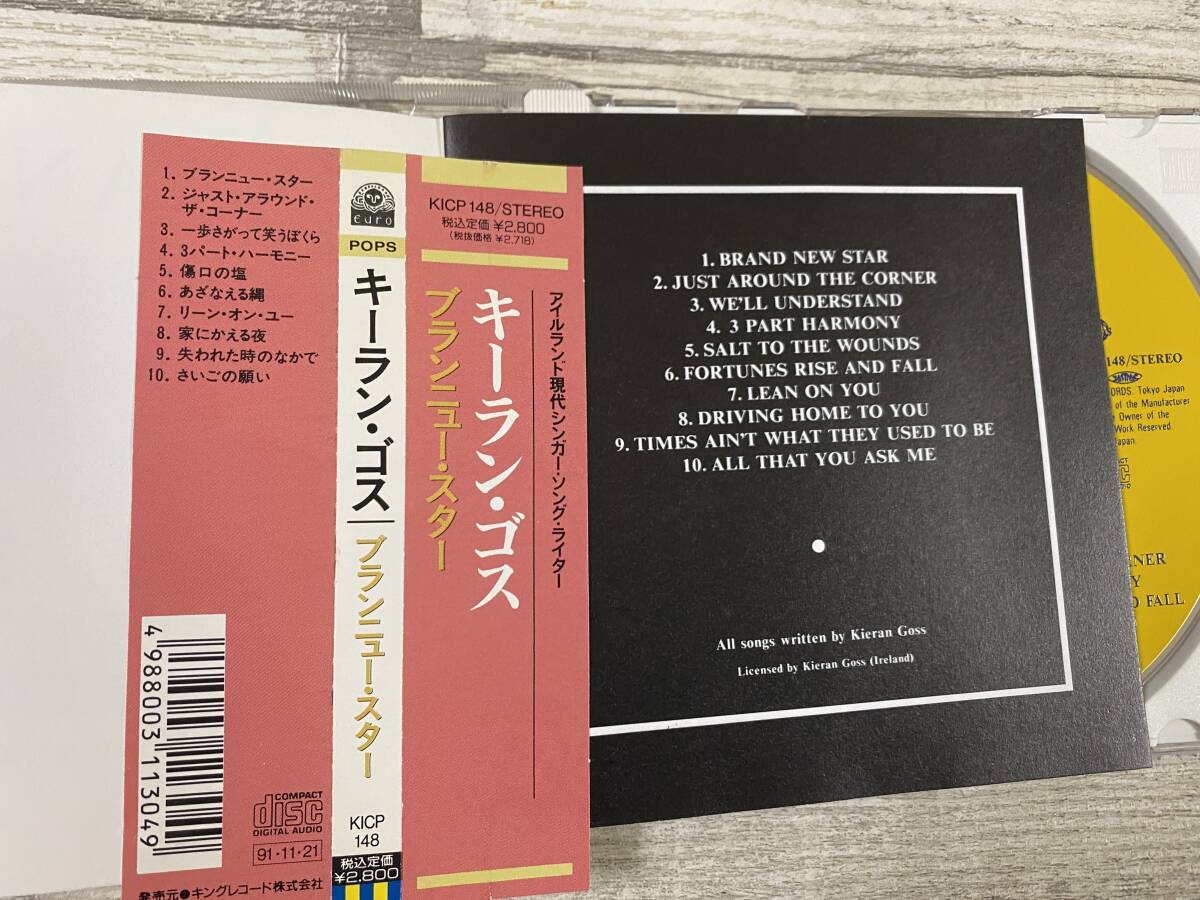 1. ブランニュー・スター
2. ジャスト・アラウンド・
ザ・コーナー
3. 一歩さがって笑うぼくら
4. 3パート・ハーモニー
5. 傷口の塩
6. あざなえる縄
7. リーン・オン・ユー
8. 家にかえる夜
9. 失われた時のなかで
10. さいごの願い
4988003113049
COMPACT
disc
DIGITAL AUDIO
91・11・21
発売元●キングレコード株式会社
euro
POPS
キーラン・ゴス
ブランニュー・スター
KICP
148
税込定価
¥2,800
KICP 148/STEREO
税込定価 ¥2,800
(税抜価格 ¥2,718)
アイルランド現代シンガー・ソング・ライター
キーラン・ゴス
ブランニュー・スター
1. BRAND NEW STAR
2. JUST AROUND THE CORNER
3. WE'LL UNDERSTAND
4. 3 PART HARMONY
5. SALT TO THE WOUNDS
6. FORTUNES RISE AND FALL
7. LEAN ON YOU
8. DRIVING HOME TO YOU
9. TIMES AIN'T WHAT THEY USED TO BE
10. ALL THAT YOU ASK ME
All songs written by Kieran Goss
Licensed by Kieran Goss (Ireland)
148/STEREO
ORDS. Tokyo Japan
of the Manufacturer
Owner of the
Work Reserved.
Japan.
RNER
Y
D FALL